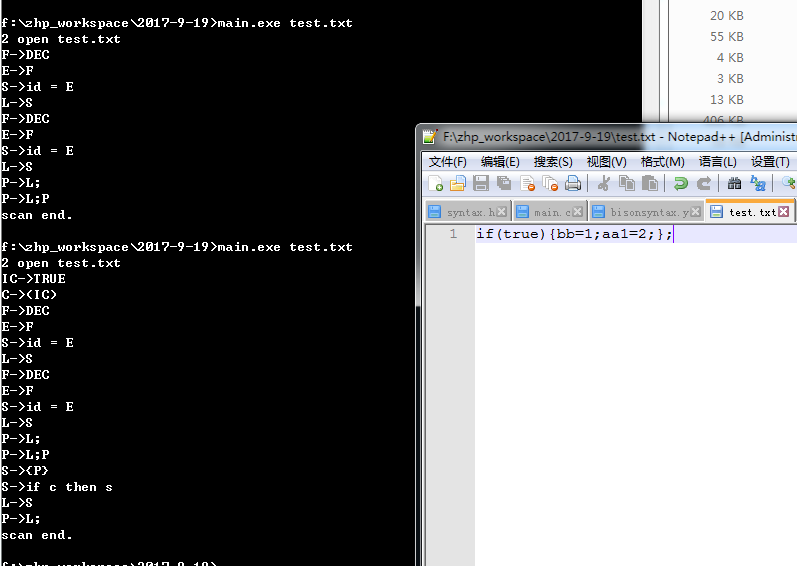 f:\zhp_workspace\2017-9-19>main.exe test.txt
2 open test.txt
F->DEC
E->F
S->id = E
L->S
F->DEC
E->F
S->id = E
L->S
P->L;
P->L;P
scan end.
f:\zhp_workspace\2017-9-19>main.exe test.txt
2 open test.txt
IC->TRUE
C->(IC)
F->DEC
E->F
S->id = E
L->S
F->DEC
E->F
S->id = E
L->S
P->L;
P->L;P
S->{P}
S->if c then s
L->S
P->L;
scan end.
f:\zhp_workspace\2017-9-19>
20 KB
55 KB
4 KB
3 KB
13 KB
406 KB
F:\zhp_workspace\2017-9-19\test.txt - Notepad++ [Administr
文件(F) 编辑(E) 搜索(S) 视图(V) 格式(M) 语言(L) 设置(T)
syntax.h main.c bisonsyntax.y test.txt
1 if(true){bb=1;aa1=2;};